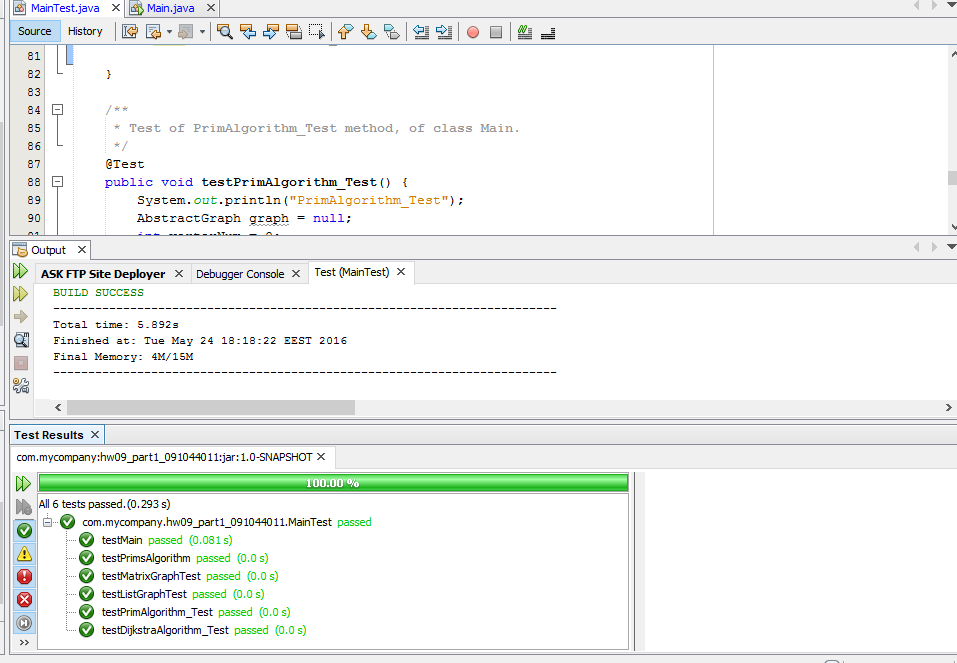 MainTest.java
Main.java
Source
History
81
82 }
83
84 /**
85 * Test of PrimAlgorithm_Test method, of class Main.
86 */
87 @Test
88 public void testPrimAlgorithm_Test() {
89 System.out.println("PrimAlgorithm_Test");
90 AbstractGraph graph = null;
Output
ASK FTP Site Deployer
Debugger Console
Test (MainTest)
BUILD SUCCESS
------------------------------------------------------------------------
Total time: 5.892s
Finished at: Tue May 24 18:18:22 EEST 2016
Final Memory: 4M/15M
------------------------------------------------------------------------
Test Results
com.mycompany:hw09_part1_091044011:jar:1.0-SNAPSHOT
100.00 %
All 6 tests passed.(0.293 s)
com.mycompany.hw09_part1_091044011.MainTest passed
testMain passed (0.081 s)
testPrimsAlgorithm passed (0.0 s)
testMatrixGraphTest passed (0.0 s)
testListGraphTest passed (0.0 s)
testPrimAlgorithm_Test passed (0.0 s)
testDijkstraAlgorithm_Test passed (0.0 s)